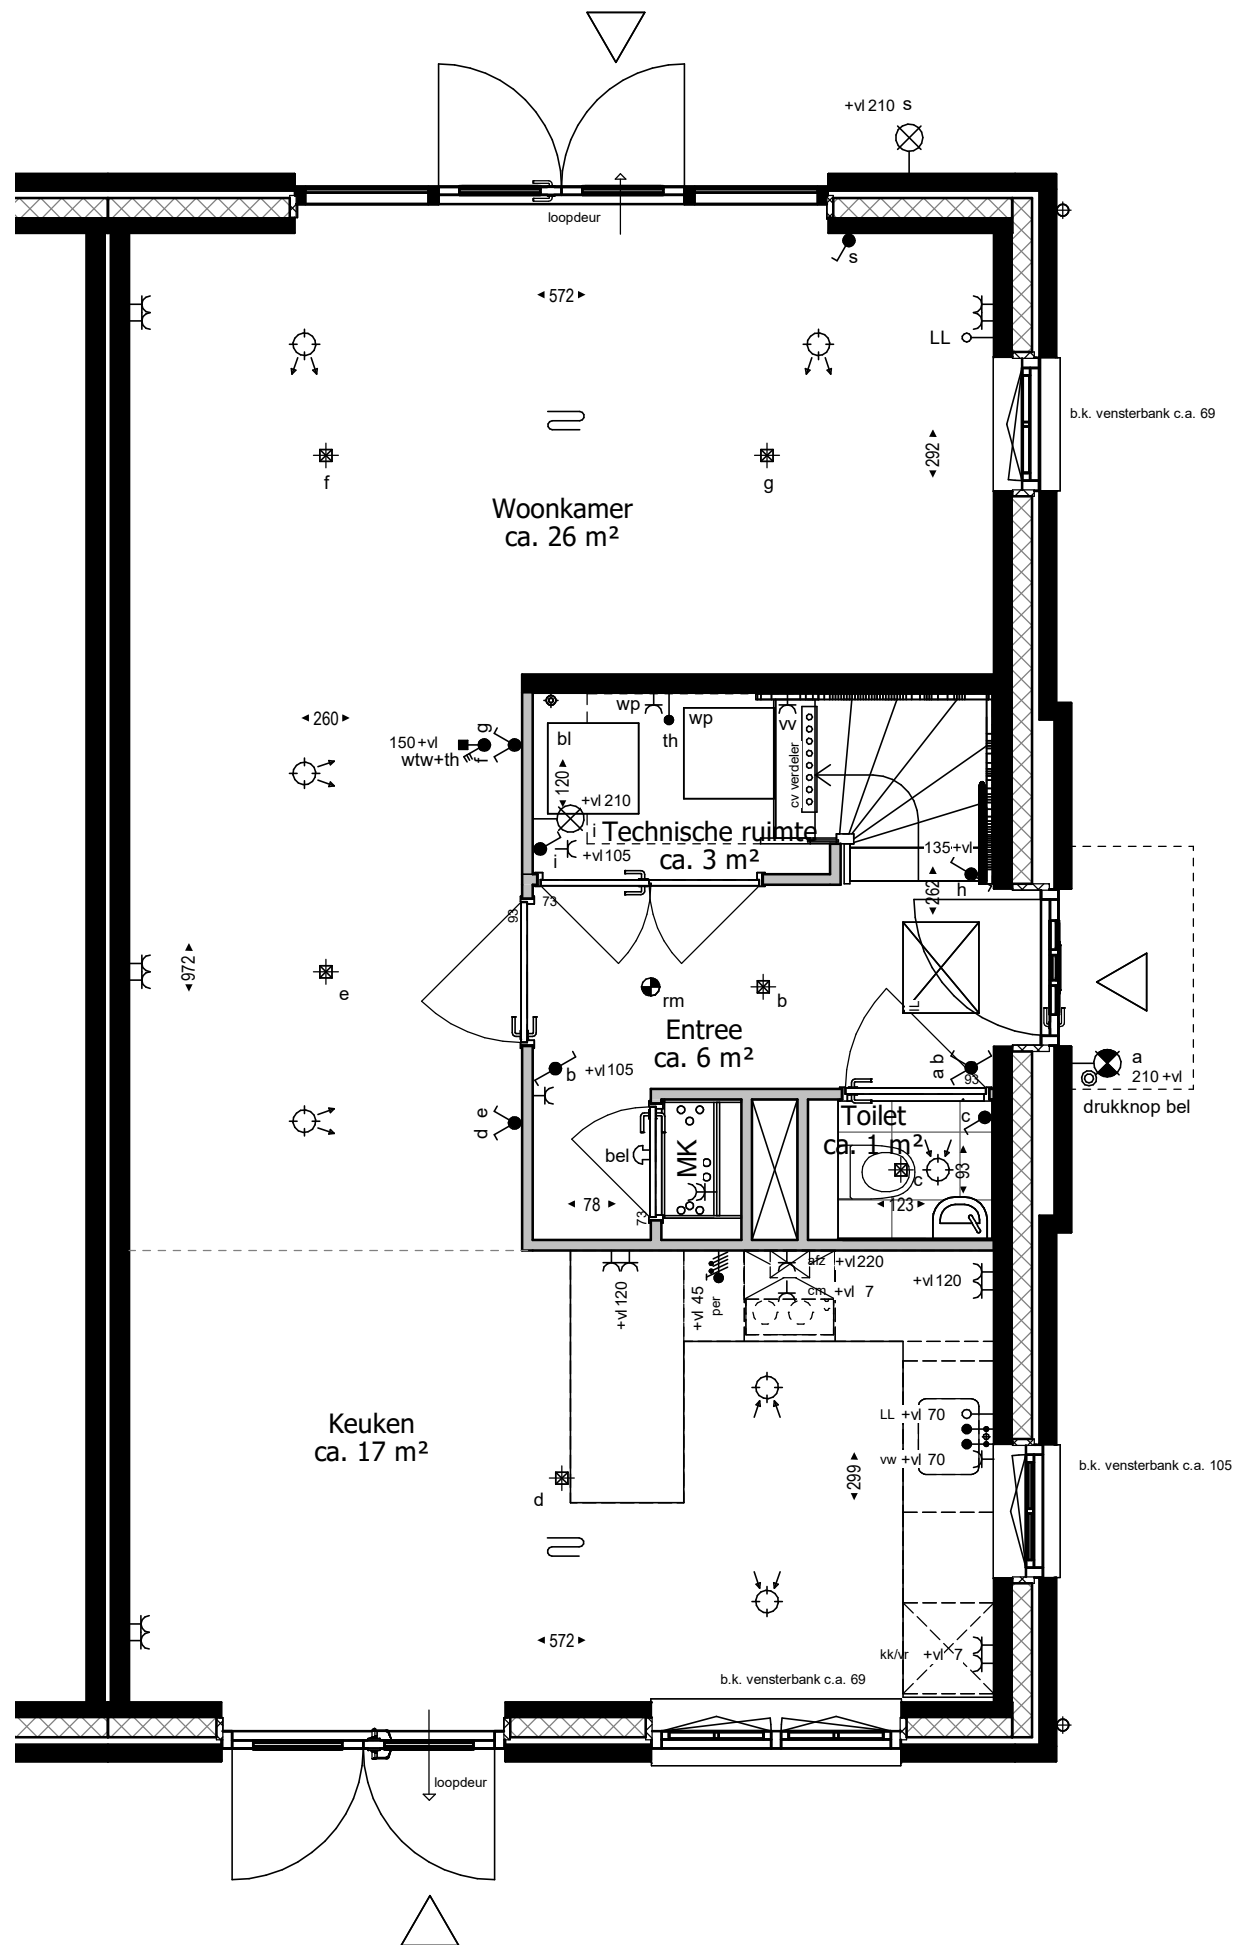 +vl 210 s
loopdeur
s
572
LL
b.k. vensterbank c.a. 69
292
f
g
Woonkamer
ca. 26 m²
260
150+vl
wtw+th
f g
wp
th
wp
vv
bl
120
cv verdeler
+vl 210
i
i
+vl 105
Technische ruimte
ca. 3 m²
135+vl
h
7
262
93
73
972
e
rm
b
IL
Entree
ca. 6 m²
b
+vl 105
a b
93
a
210 +vl
drukknop bel
d e
bel
MK
Toilet
ca. 1 m²
c
c
93
78
73
123
+vl 120
+vl 45
per
afz +vl 220
cm +vl 7
+vl 120
Keuken
ca. 17 m²
LL +vl 70
vw +vl 70
299
b.k. vensterbank c.a. 105
d
572
kk/vr +vl 7
b.k. vensterbank c.a. 69
loopdeur